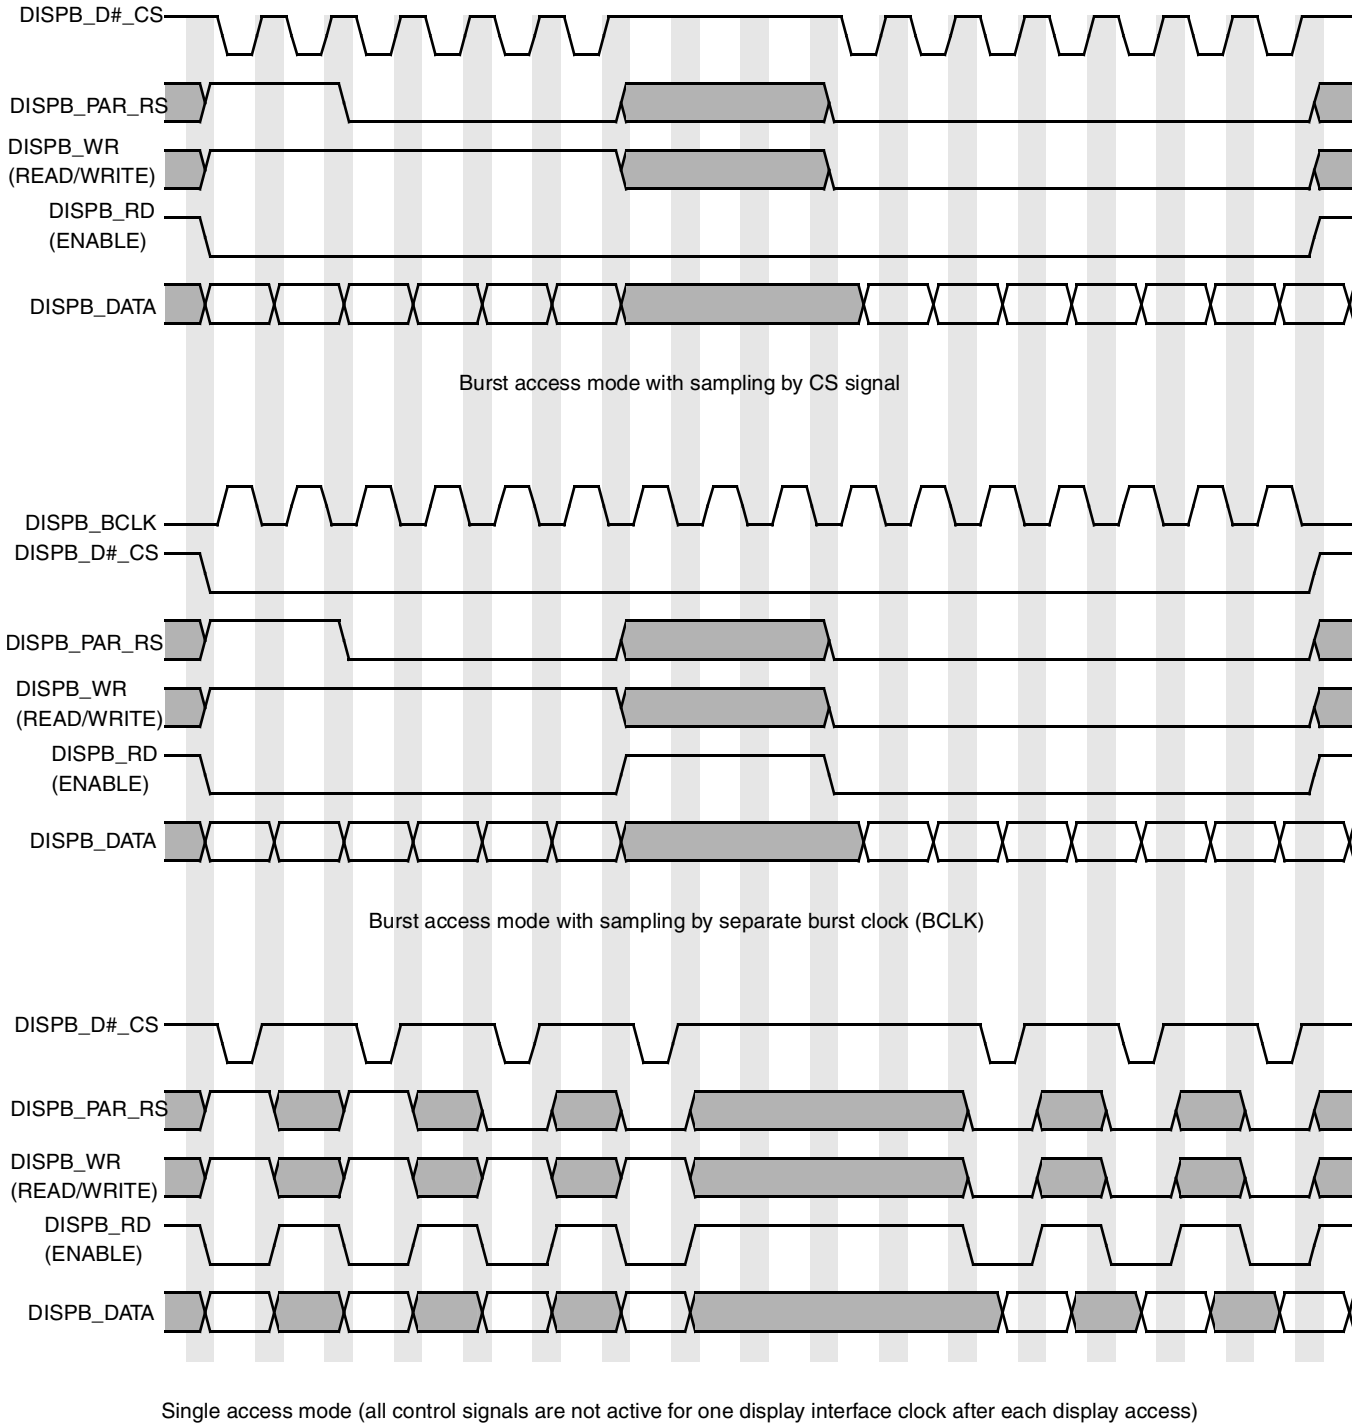 DISPB_D#_CS
DISPB_PAR_RS
DISPB_WR
(READ/WRITE)
DISPB_RD
(ENABLE)
DISPB_DATA
Burst access mode with sampling by CS signal
DISPB_BCLK
DISPB_D#_CS
DISPB_PAR_RS
DISPB_WR
(READ/WRITE)
DISPB_RD
(ENABLE)
DISPB_DATA
Burst access mode with sampling by separate burst clock (BCLK)
DISPB_D#_CS
DISPB_PAR_RS
DISPB_WR
(READ/WRITE)
DISPB_RD
(ENABLE)
DISPB_DATA
Single access mode (all control signals are not active for one display interface clock after each display access)